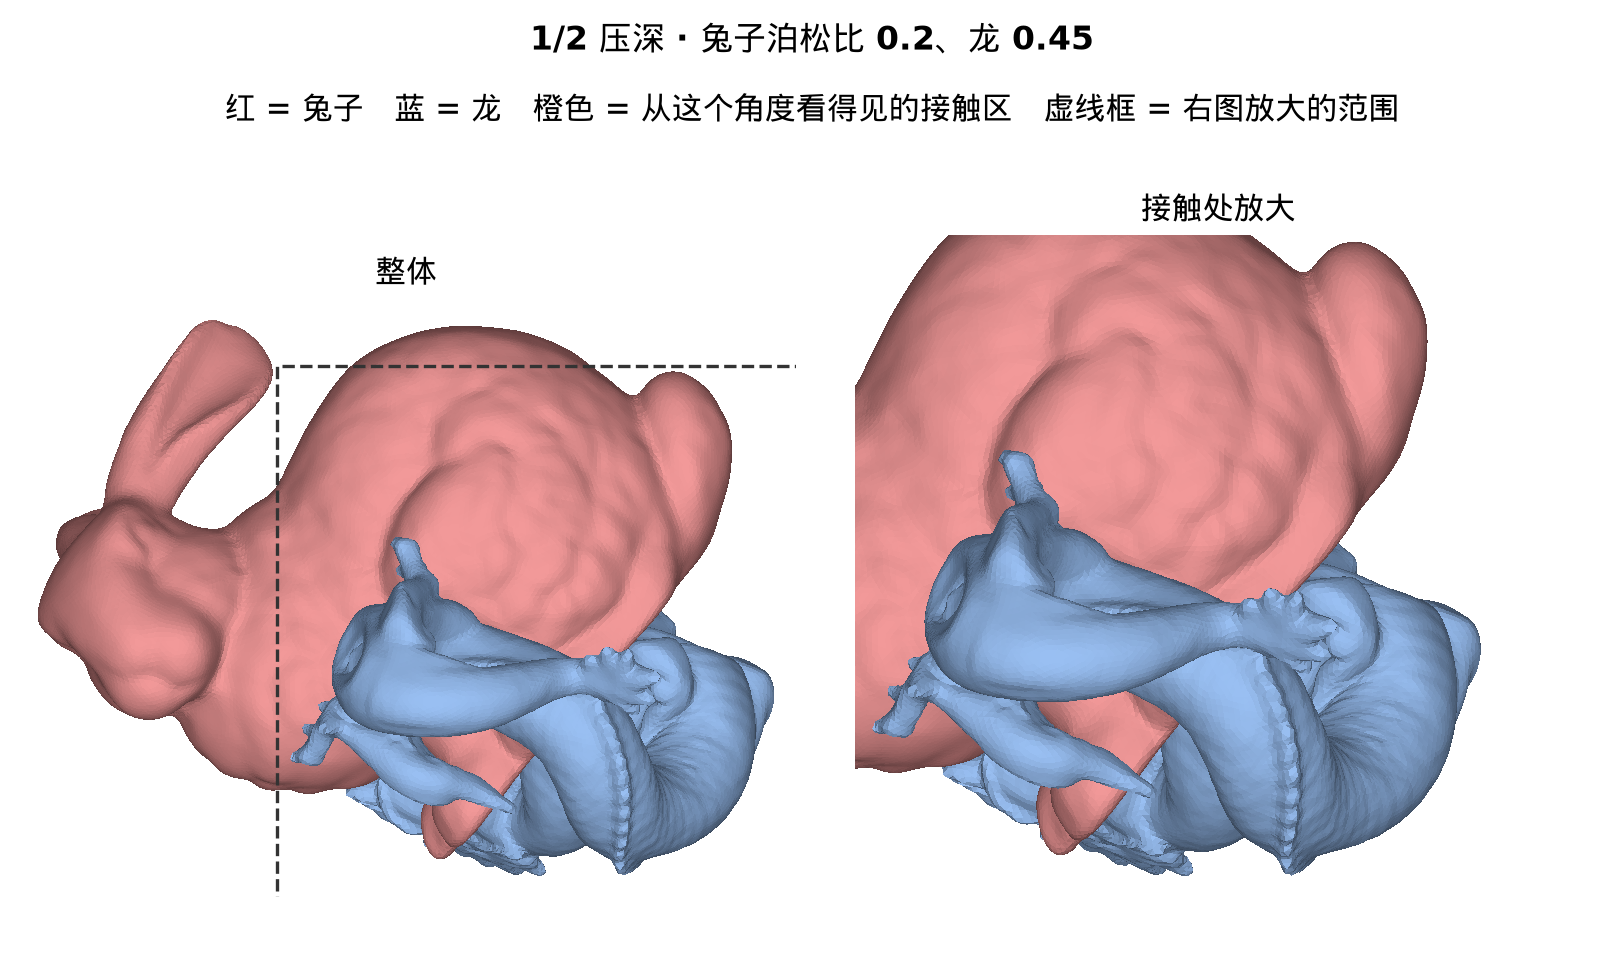 1/2 压深 · 兔子泊松比 0.2、龙 0.45
红 = 兔子 蓝 = 龙 橙色 = 从这个角度看得见的接触区 虚线框 = 右图放大的范围
接触处放大
整体